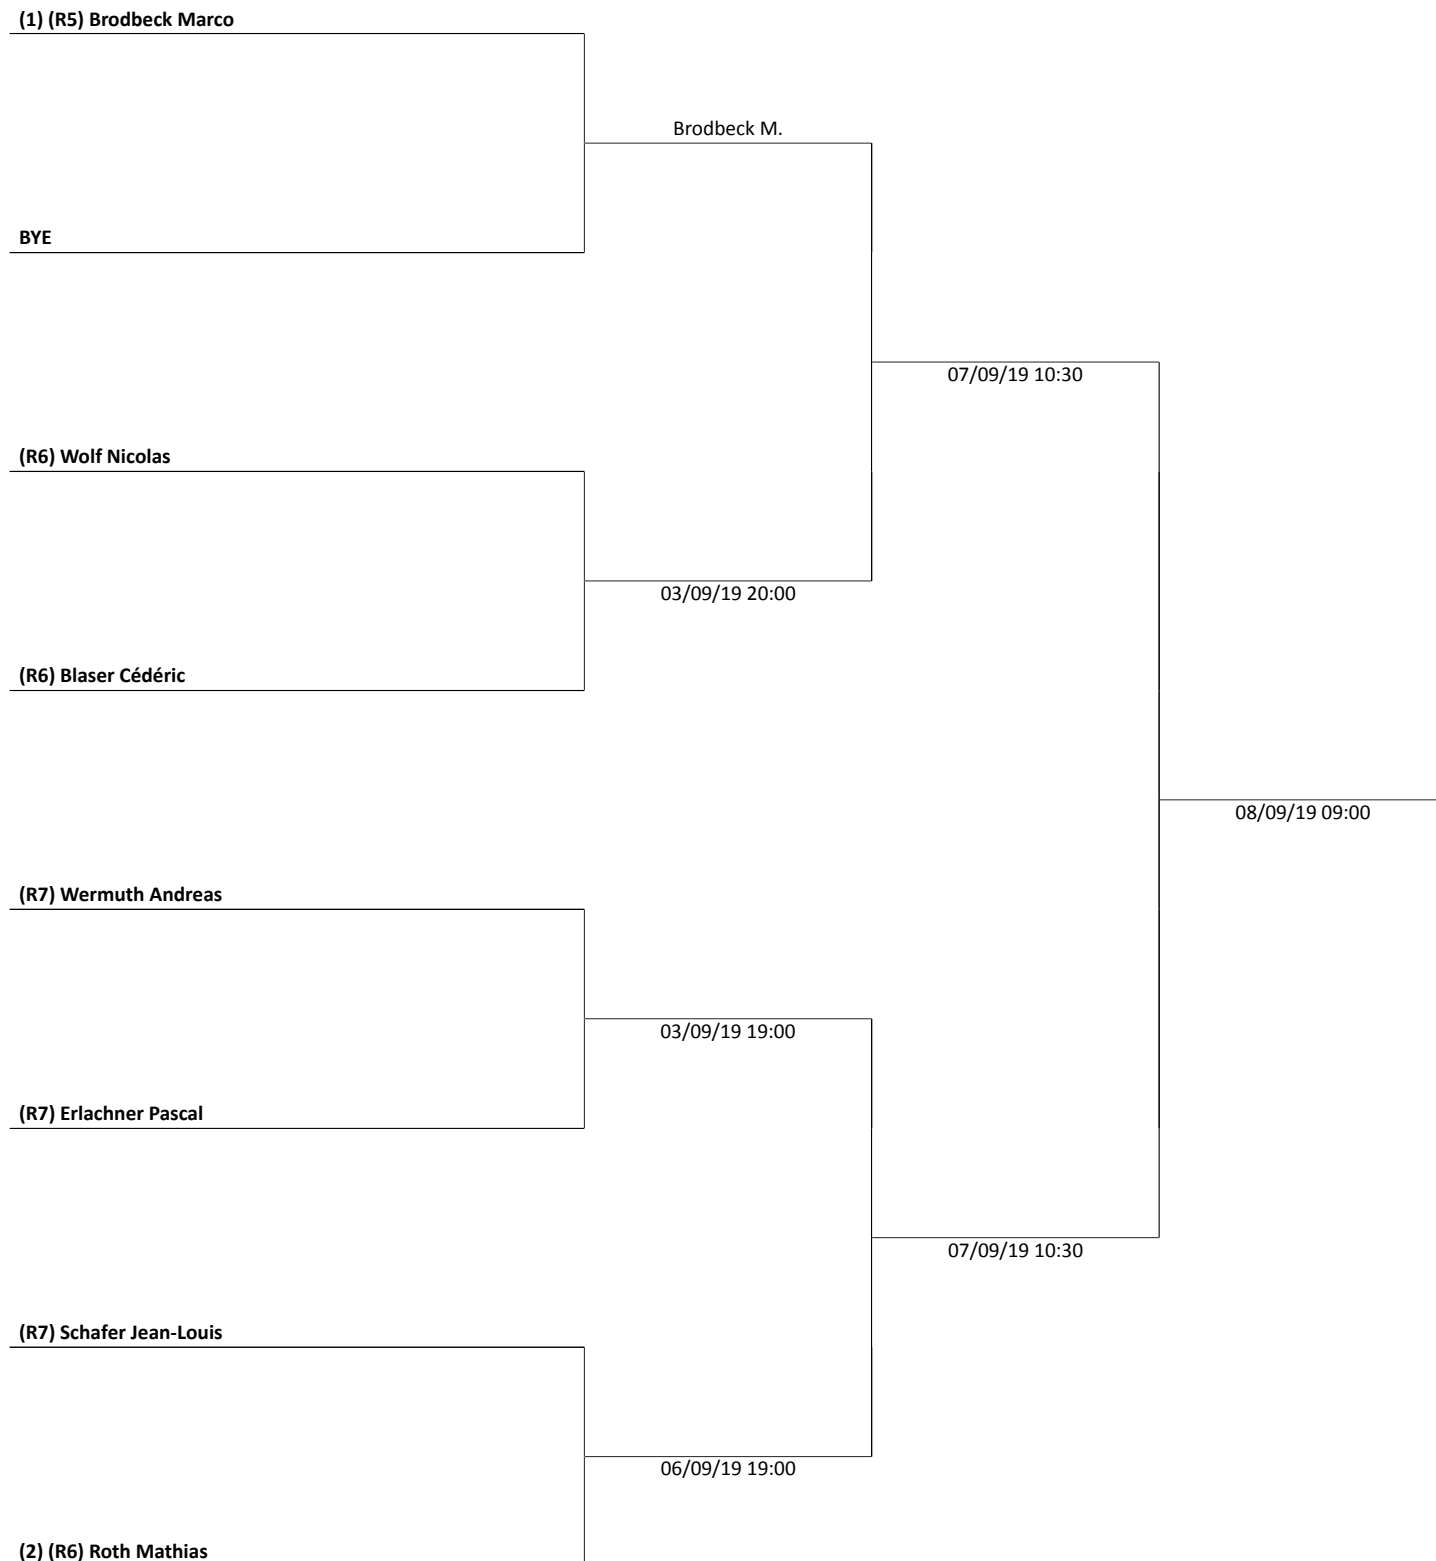 (1) (R5) Brodbeck Marco
Brodbeck M.
BYE
07/09/19 10:30
(R6) Wolf Nicolas
03/09/19 20:00
(R6) Blaser Cédéric
08/09/19 09:00
(R7) Wermuth Andreas
03/09/19 19:00
(R7) Erlachner Pascal
07/09/19 10:30
(R7) Schafer Jean-Louis
06/09/19 19:00
(2) (R6) Roth Mathias